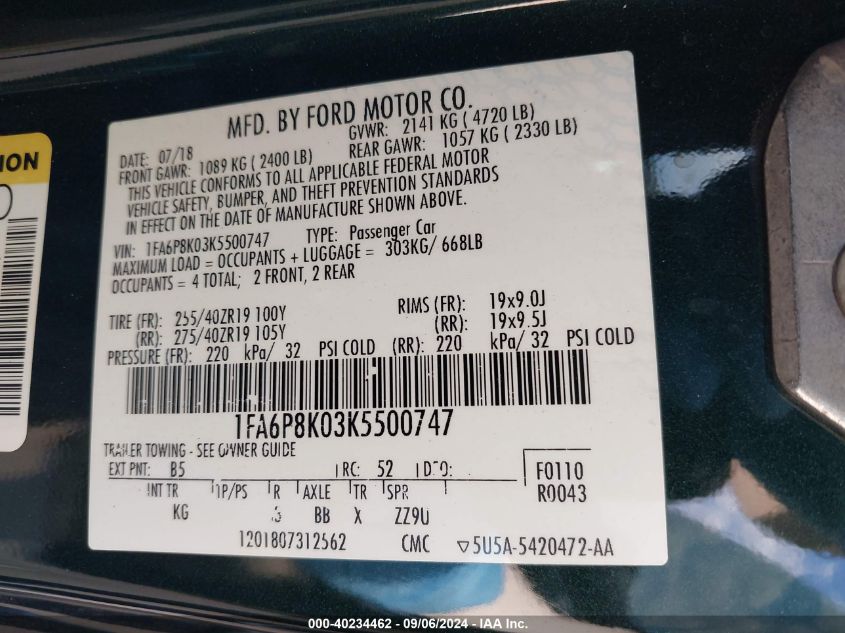 ION
MFD. BY FORD MOTOR CO.
DATE: 07/18 GVWR: 2141 KG ( 4720 LB)
FRONT GAWR: 1089 KG ( 2400 LB) REAR GAWR: 1057 KG ( 2330 LB)
THIS VEHICLE CONFORMS TO ALL APPLICABLE FEDERAL MOTOR
VEHICLE SAFETY, BUMPER, AND THEFT PREVENTION STANDARDS
IN EFFECT ON THE DATE OF MANUFACTURE SHOWN ABOVE.
VIN: 1FA6P8K03K5500747 TYPE: Passenger Car
MAXIMUM LOAD = OCCUPANTS + LUGGAGE = 303KG/ 668LB
OCCUPANTS = 4 TOTAL; 2 FRONT, 2 REAR
TIRE (FR): 255/40ZR19 100Y RIMS (FR): 19x9.0J
(RR): 275/40ZR19 105Y (RR): 19x9.5J
PRESSURE (FR): 220 kPa/ 32 PSI COLD (RR): 220 kPa/ 32 PSI COLD
1FA6P8K03K5500747
TRAILER TOWING - SEE OWNER GUIDE
EXT PNT: B5 RC: 52 DSO: F0110
INT TR TP/PS R AXLE TR SPR R0043
KG BB X ZZ9U
1201807312562 CMC ▽5U5A-5420472-AA
000-40234462 - 09/06/2024 - IAA Inc.